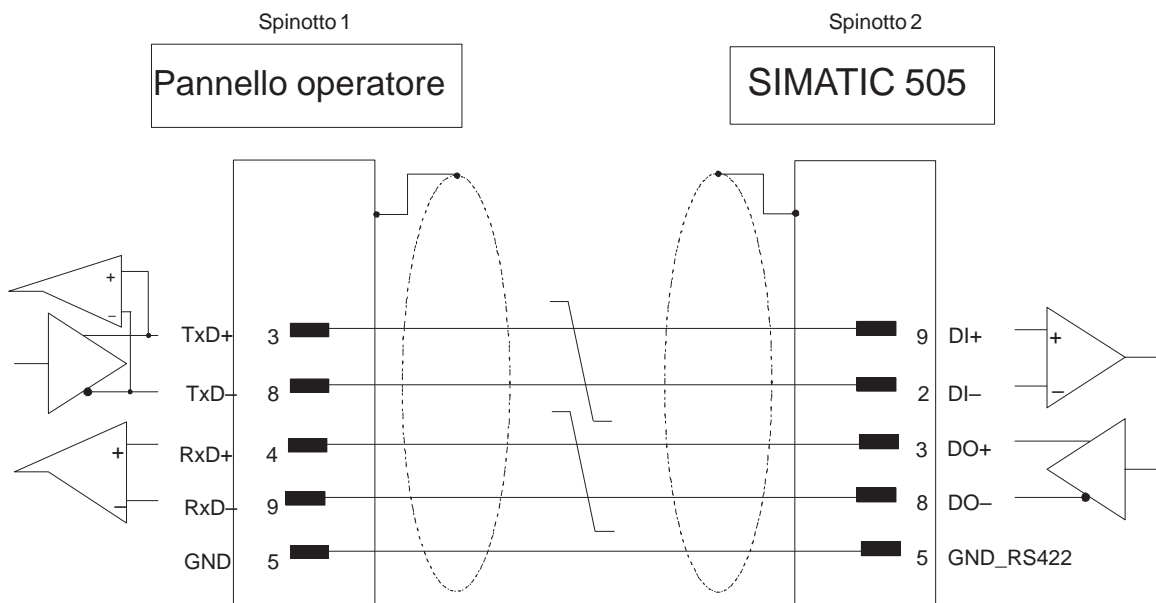 Spinotto 1
Spinotto 2
Pannello operatore
SIMATIC 505
+
–
TxD+ 3
9 DI+
+
TxD– 8
2 DI–
–
RxD+ 4
+
3 DO+
RxD– 9
–
8 DO–
GND 5
5 GND_RS422